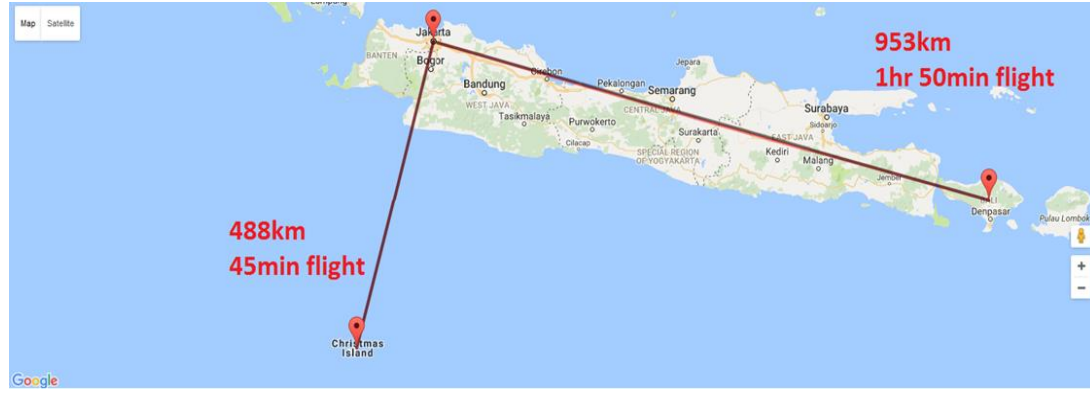 Map
Satellite
Jakarta
BANTEN
Bogor
Bandung
WEST JAVA
Tasikmalaya
Cirebon
Purwokerto
Cilacap
Pekalongan
Semarang
CENTRAL JAVA
Jepara
SPECIAL REGION
OF YOGYAKARTA
Surakarta
Surabaya
Sidoarjo
EAST JAVA
Kediri
Malang
Jember
BALI
Denpasar
Pulau Lombok
953km
1hr 50min flight
488km
45min flight
Christmas
Island
Google